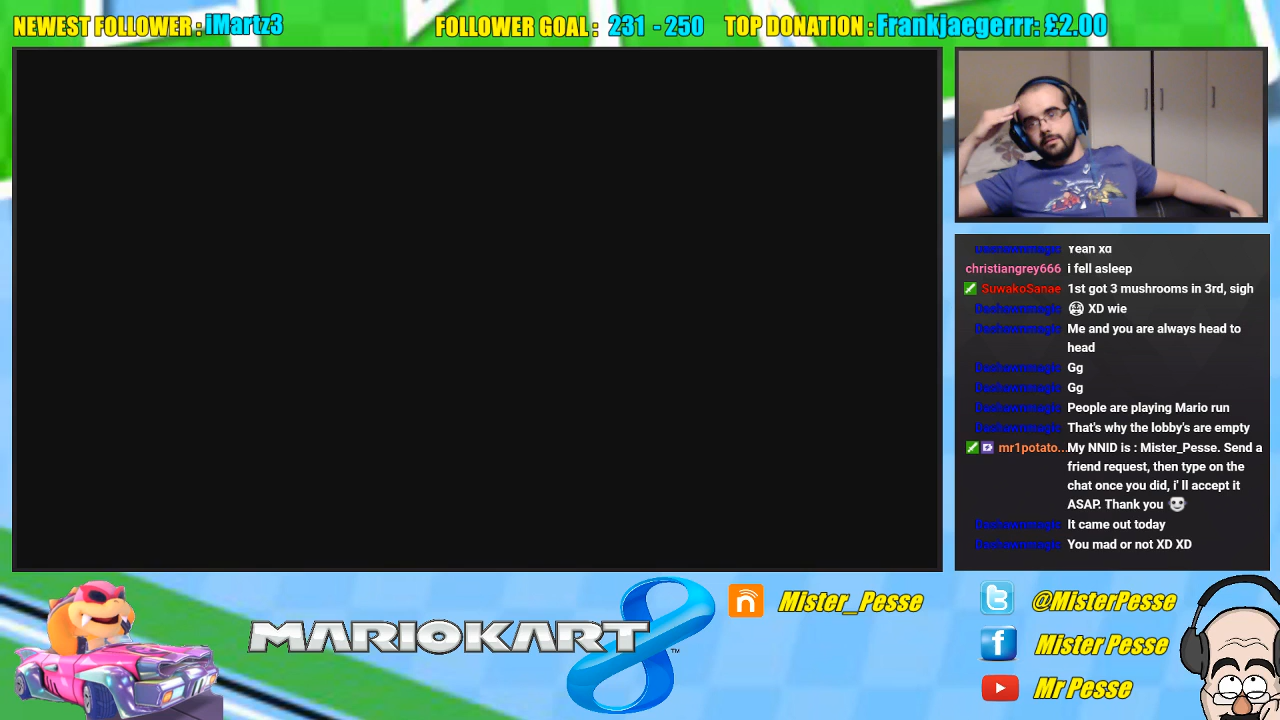 NEWEST FOLLOWER : iMartz3
FOLLOWER GOAL : 231 - 250
TOP DONATION : Frankjaegerrr: £2.00
Yeah xd
christiangrey666 i fell asleep
SuwakoSanae 1st got 3 mushrooms in 3rd, sigh
XD wie
Me and you are always head to
head
Gg
Gg
People are playing Mario run
That's why the lobby's are empty
mr1potato... My NNID is : Mister_Pesse. Send a
friend request, then type on the
chat once you did, i' ll accept it
ASAP. Thank you
It came out today
You mad or not XD XD
MARIOKART 8 ™
n Mister_Pesse
@MisterPesse
f Mister Pesse
Mr Pesse